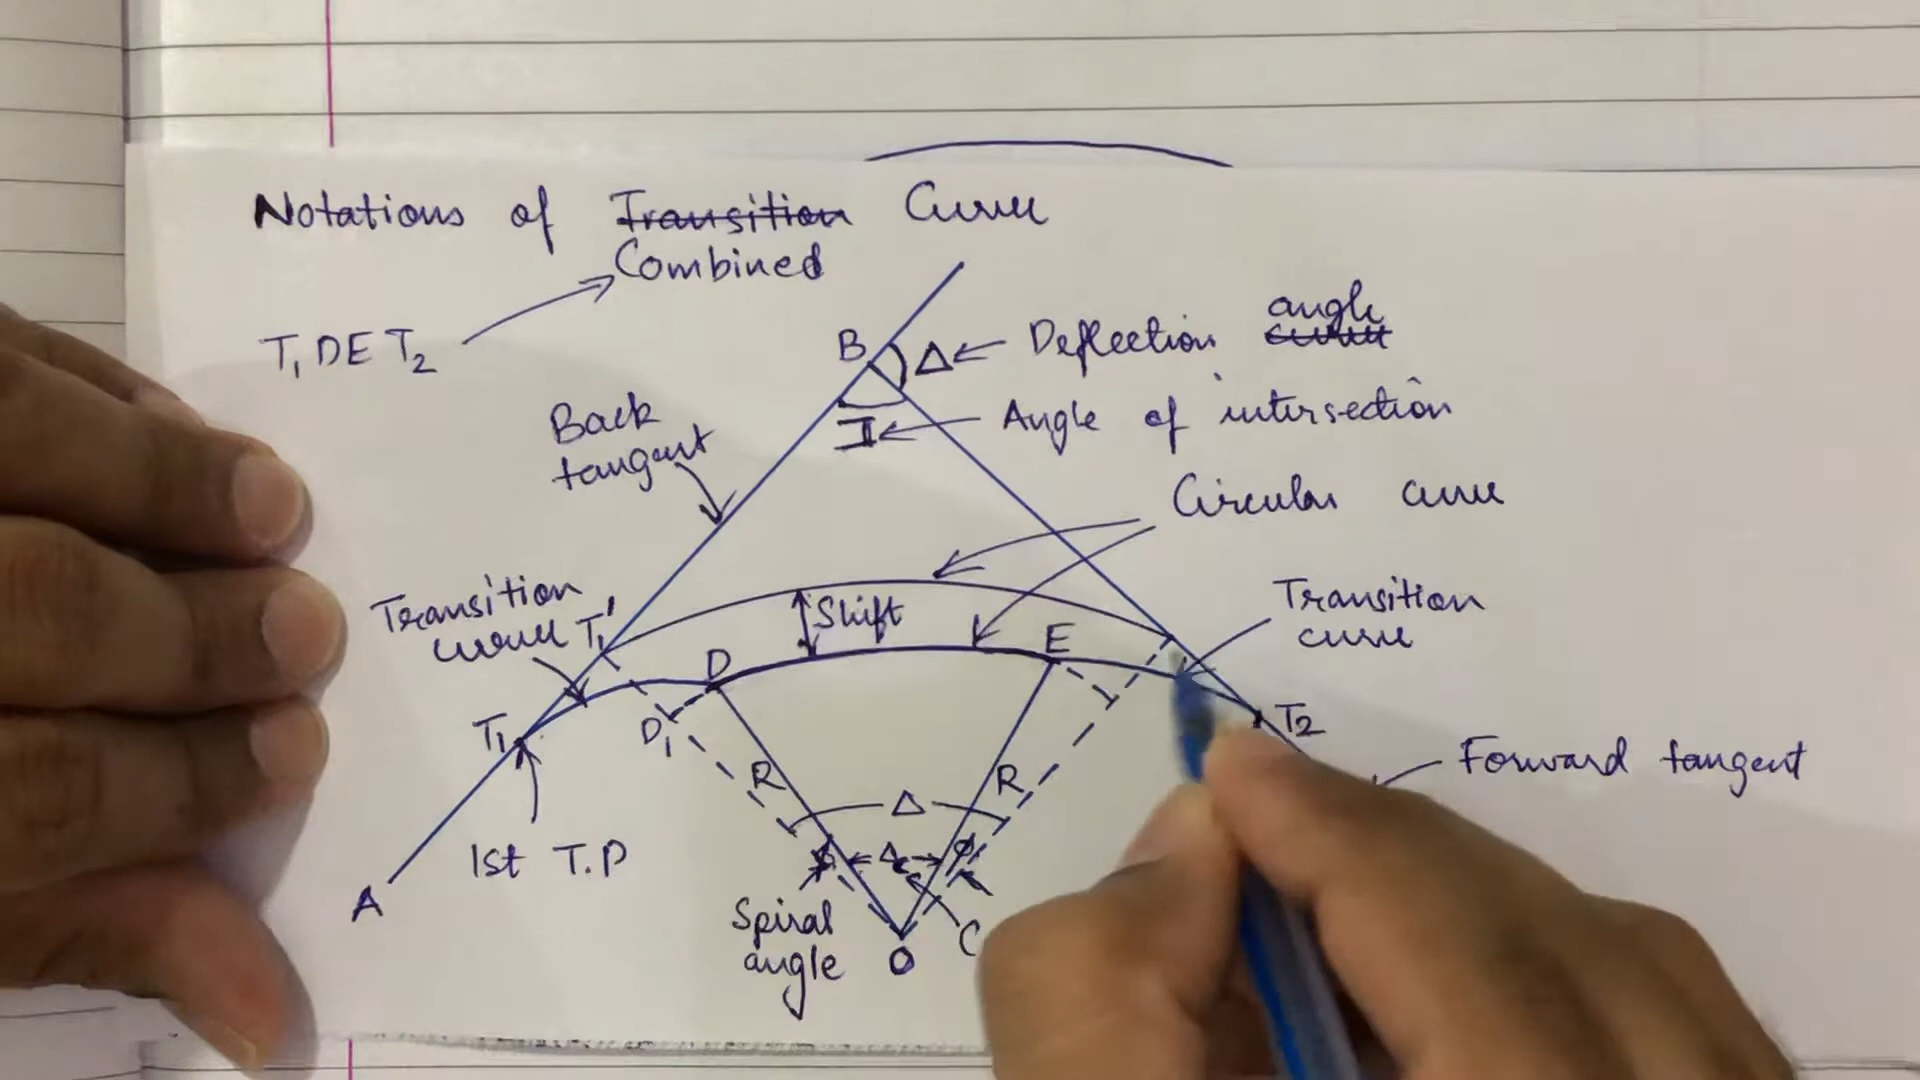 Notations of Transition Curve
Combined
T₁ D E T₂
B
Δ
Deflection curve
angle
I
Angle of intersection
Back
tangent
Circular curve
Transition
curve
T₁'
Shift
D
E
Transition
curve
T₁
D₁
T₂
R
R
Forward tangent
Δ
1st T.P
ϕ
Δc
ϕ
A
Spiral
angle
O
C